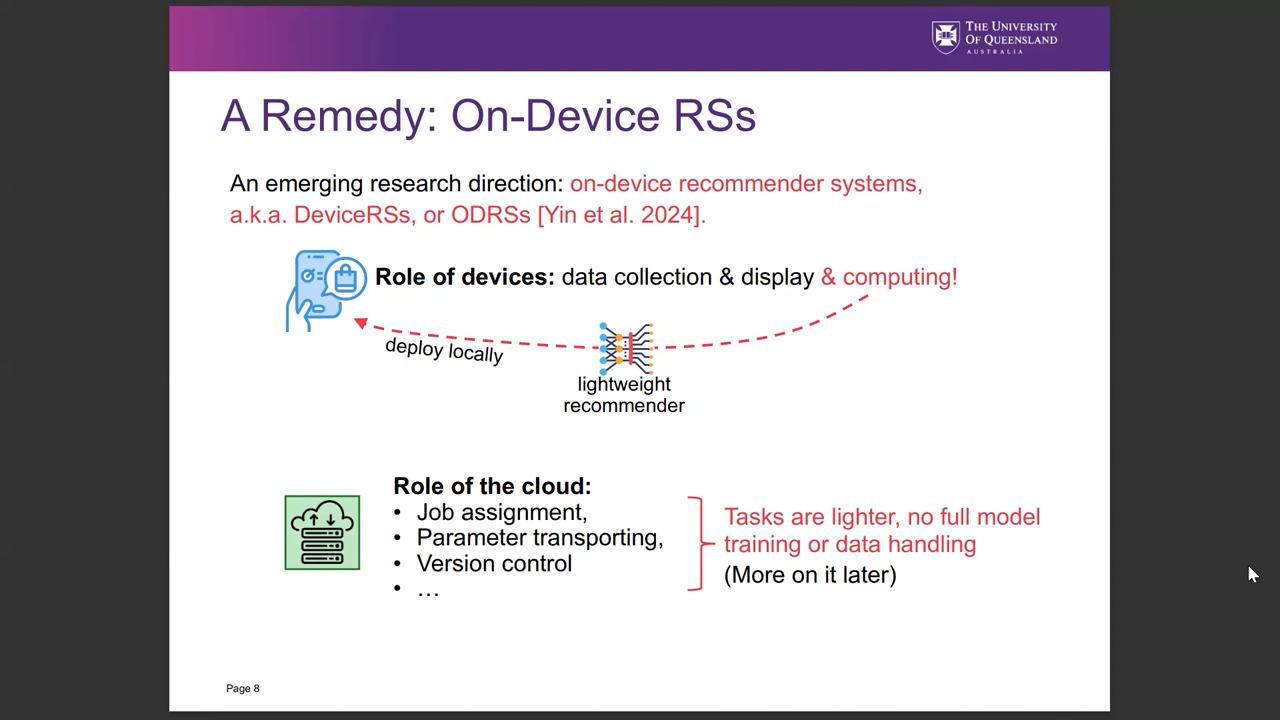 THE UNIVERSITY
OF QUEENSLAND
AUSTRALIA
A Remedy: On-Device RSs
An emerging research direction: on-device recommender systems,
a.k.a. DeviceRSs, or ODRSs [Yin et al. 2024].
Role of devices: data collection & display & computing!
deploy locally
lightweight
recommender
Role of the cloud:
• Job assignment,
• Parameter transporting,
• Version control
• …
Tasks are lighter, no full model
training or data handling
(More on it later)
Page 8